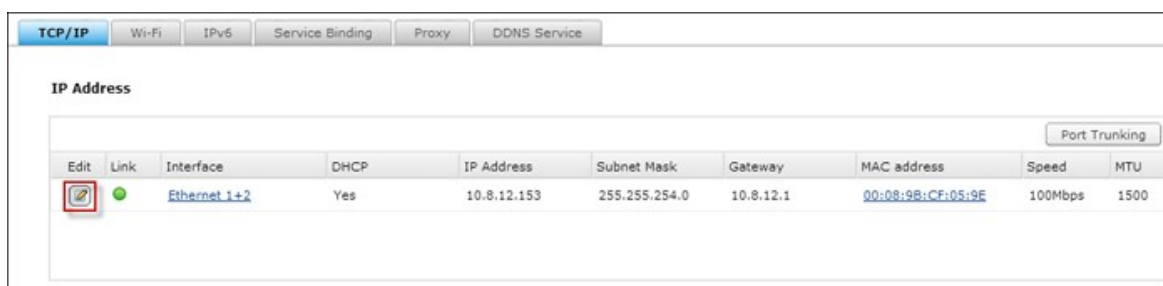 TCP/IP Wi-Fi IPv6 Service Binding Proxy DDNS Service
IP Address
Port Trunking
Edit Link Interface DHCP IP Address Subnet Mask Gateway MAC address Speed MTU
Ethernet 1+2 Yes 10.8.12.153 255.255.254.0 10.8.12.1 00:08:9B:CF:05:9E 100Mbps 1500